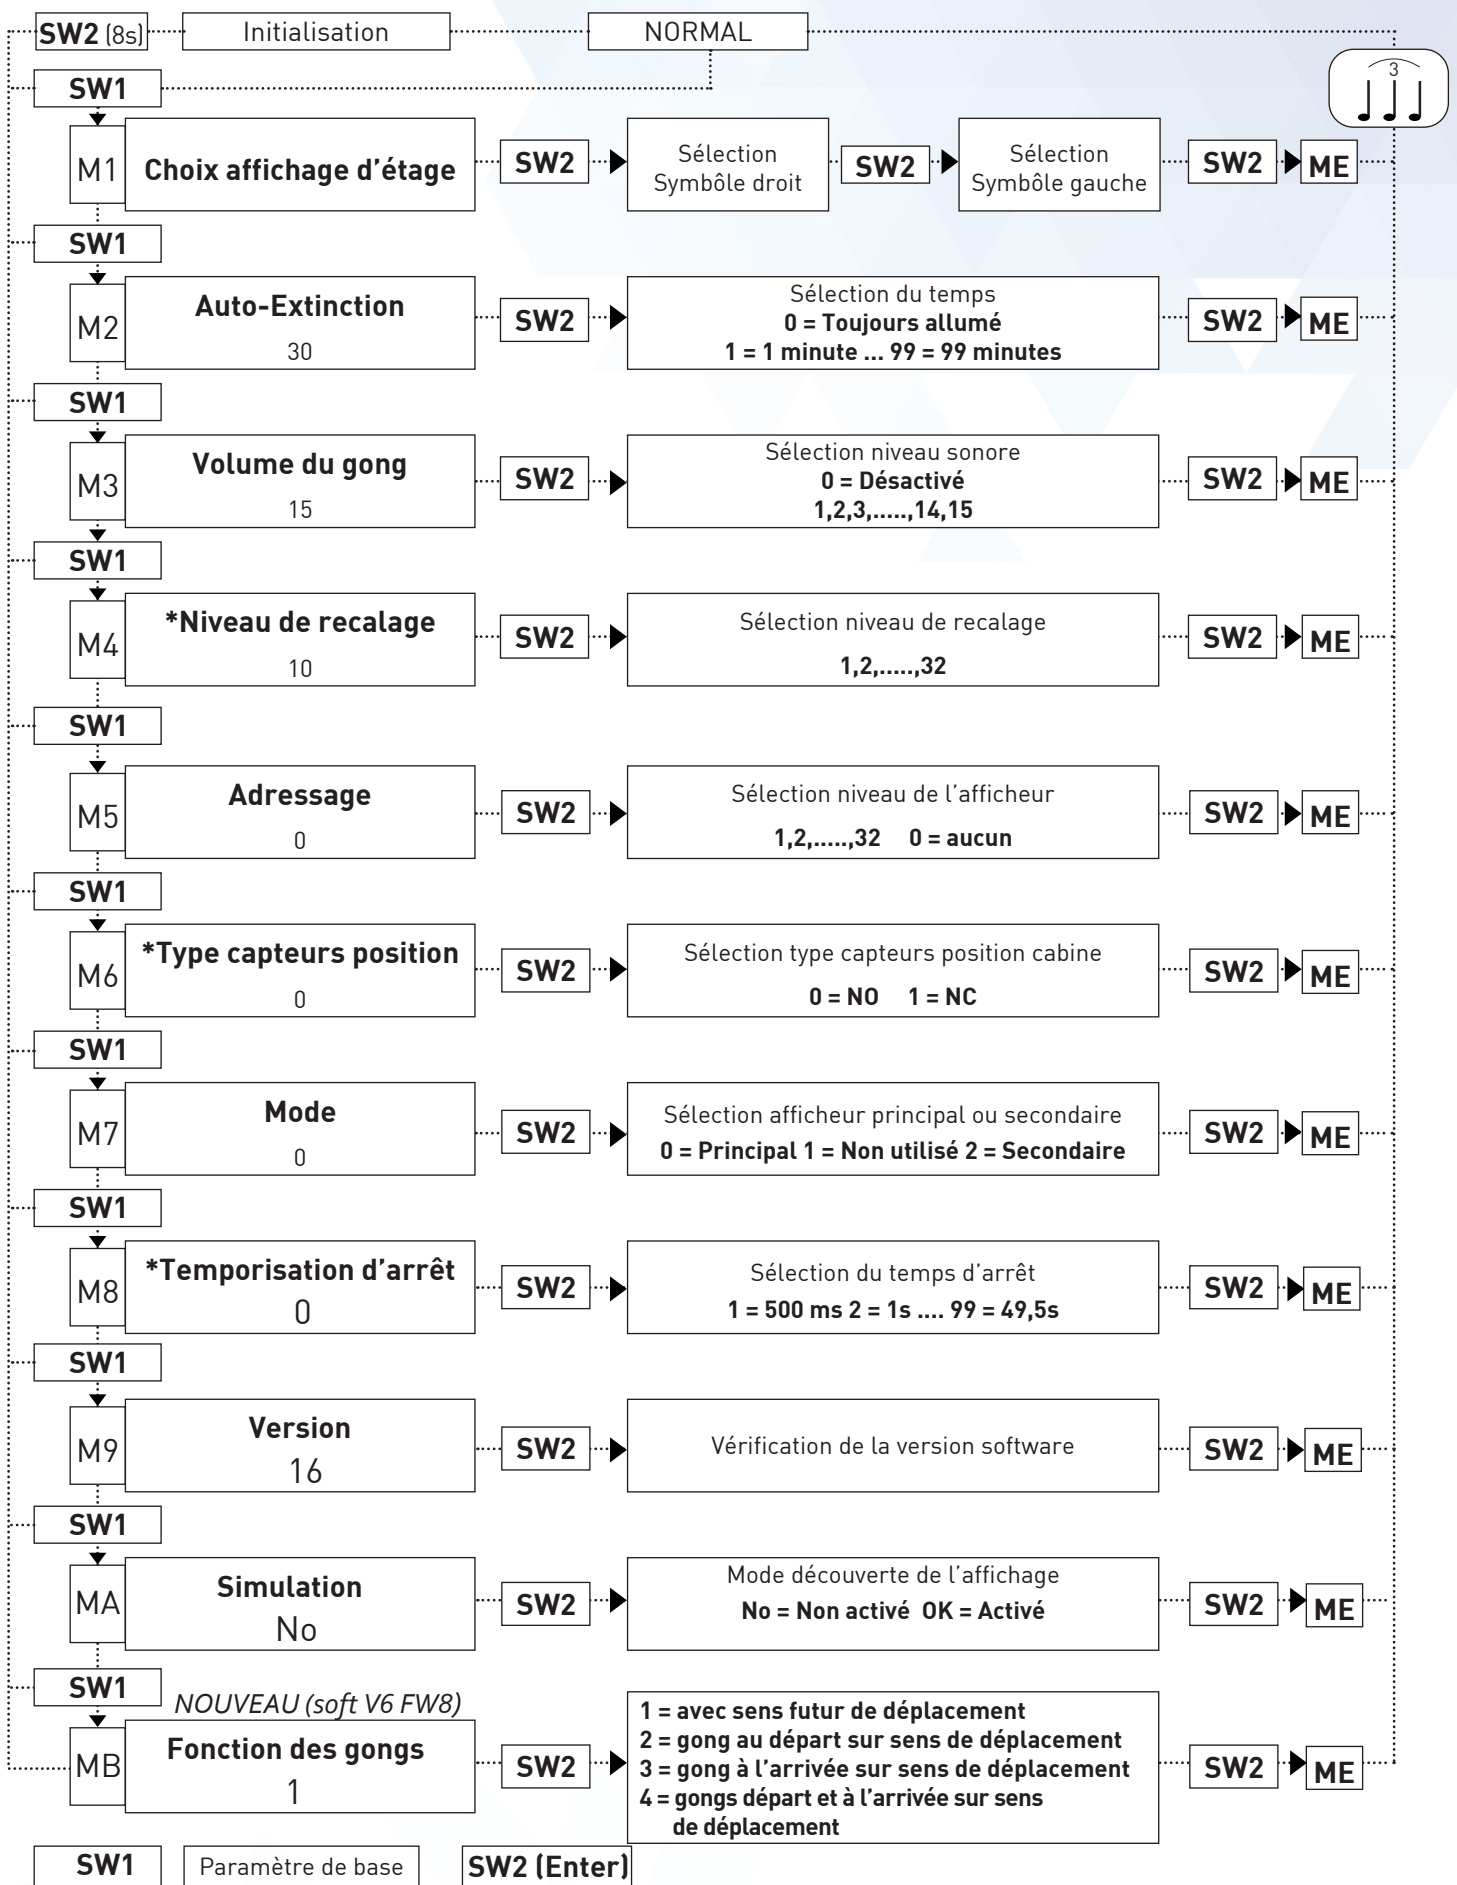 SW2 (8s) Initialisation NORMAL
SW1
3
M1 Choix affichage d'étage SW2 Sélection Symbôle droit SW2 Sélection Symbôle gauche SW2 ME
SW1
M2 Auto-Extinction
30
SW2
Sélection du temps
0 = Toujours allumé
1 = 1 minute ... 99 = 99 minutes
SW2 ME
SW1
M3 Volume du gong
15
SW2
Sélection niveau sonore
0 = Désactivé
1,2,3,.....,14,15
SW2 ME
SW1
M4 *Niveau de recalage
10
SW2
Sélection niveau de recalage
1,2,.....,32
SW2 ME
SW1
M5 Adressage
0
SW2
Sélection niveau de l'afficheur
1,2,.....,32 0 = aucun
SW2 ME
SW1
M6 *Type capteurs position
0
SW2
Sélection type capteurs position cabine
0 = NO 1 = NC
SW2 ME
SW1
M7 Mode
0
SW2
Sélection afficheur principal ou secondaire
0 = Principal 1 = Non utilisé 2 = Secondaire
SW2 ME
SW1
M8 *Temporisation d'arrêt
0
SW2
Sélection du temps d'arrêt
1 = 500 ms 2 = 1s .... 99 = 49,5s
SW2 ME
SW1
M9 Version
16
SW2
Vérification de la version software
SW2 ME
SW1
MA Simulation
No
SW2
Mode découverte de l'affichage
No = Non activé OK = Activé
SW2 ME
SW1
NOUVEAU (soft V6 FW8)
MB Fonction des gongs
1
SW2
1 = avec sens futur de déplacement
2 = gong au départ sur sens de déplacement
3 = gong à l'arrivée sur sens de déplacement
4 = gongs départ et à l'arrivée sur sens
de déplacement
SW2 ME
SW1 Paramètre de base SW2 (Enter)